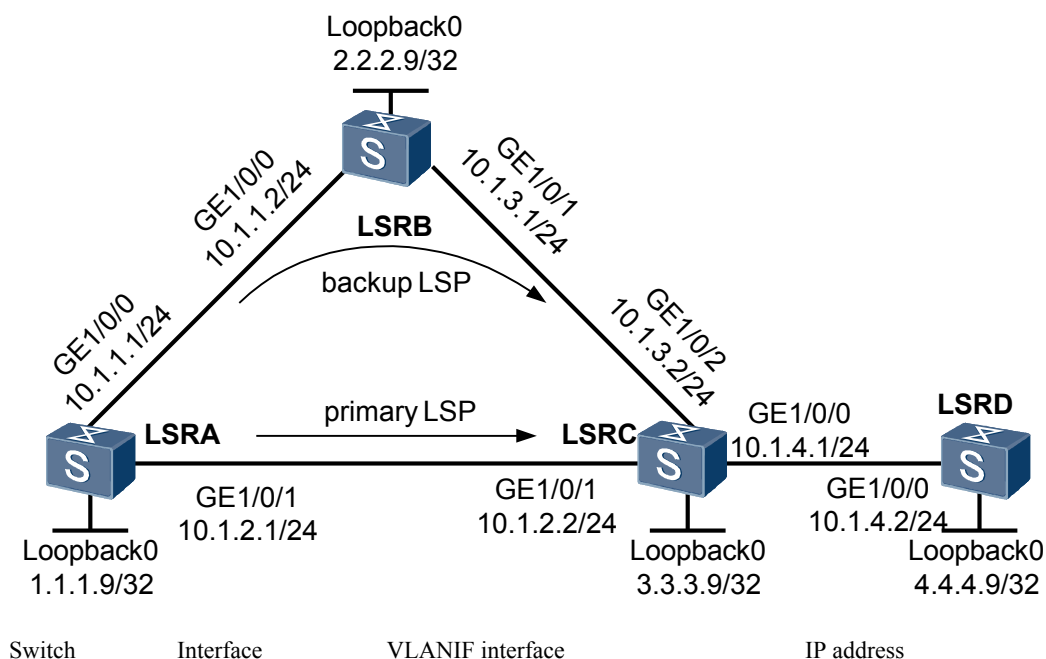 Loopback0
2.2.2.9/32
S
GE1/0/0
10.1.1.2/24
GE1/0/1
10.1.3.1/24
LSRB
backup LSP
GE1/0/0
10.1.1.1/24
GE1/0/2
10.1.3.2/24
primary LSP
LSRA
LSRC
GE1/0/0
10.1.4.1/24
LSRD
S
S
S
GE1/0/1
10.1.2.1/24
GE1/0/1
10.1.2.2/24
GE1/0/0
10.1.4.2/24
Loopback0
1.1.1.9/32
Loopback0
3.3.3.9/32
Loopback0
4.4.4.9/32
Switch Interface VLANIF interface IP address